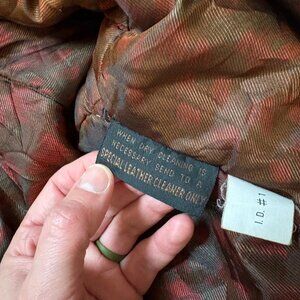 WHEN DRY CLEANING IS
NECESSARY SEND TO A
SPECIAL LEATHER CLEANER ONLY
I.D. #1